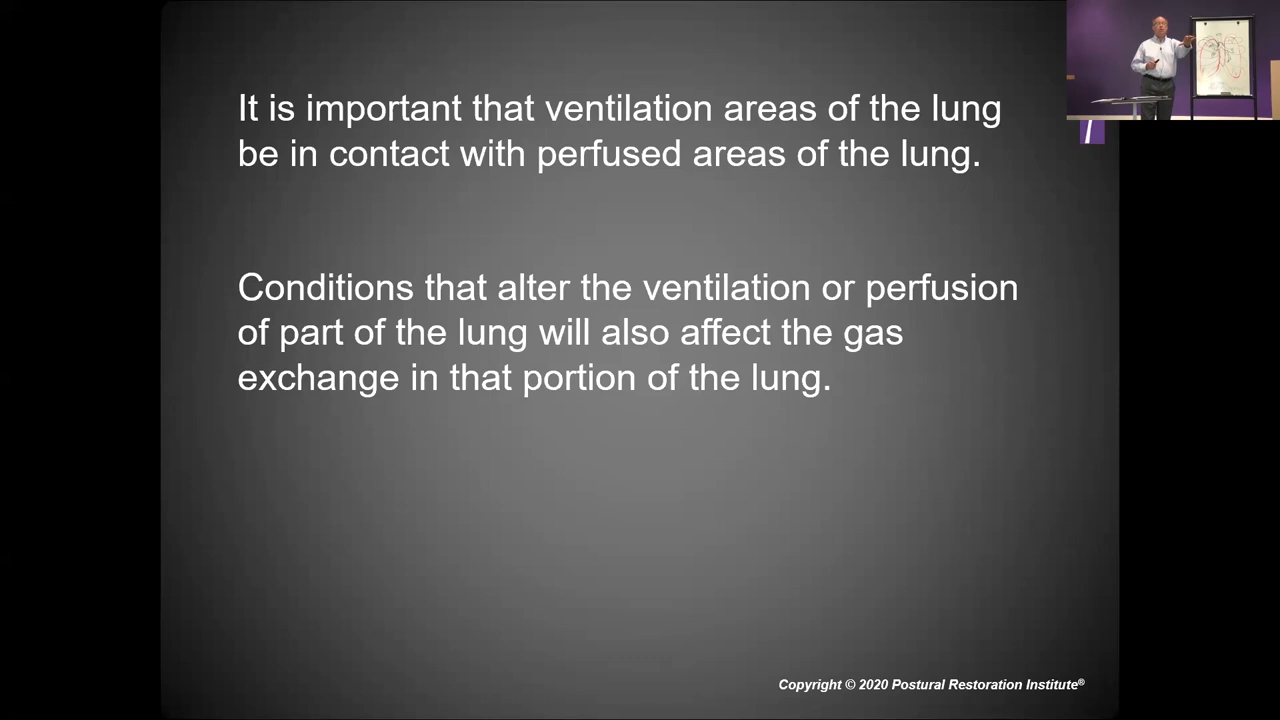 It is important that ventilation areas of the lung
be in contact with perfused areas of the lung.
Conditions that alter the ventilation or perfusion
of part of the lung will also affect the gas
exchange in that portion of the lung.
Copyright © 2020 Postural Restoration Institute®